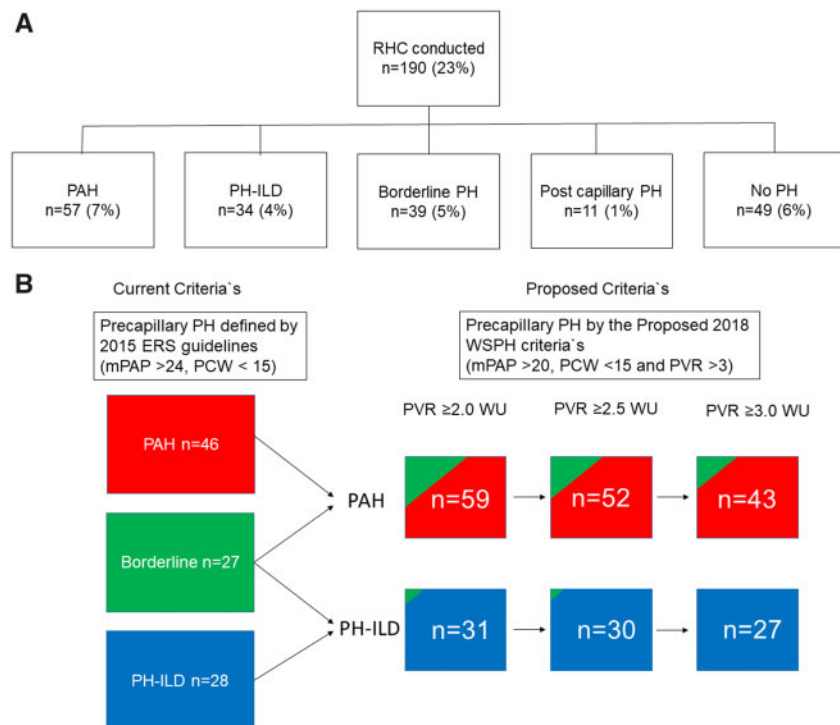 A
RHC conducted
n=190 (23%)
PAH
n=57 (7%)
PH-ILD
n=34 (4%)
Borderline PH
n=39 (5%)
Post capillary PH
n=11 (1%)
No PH
n=49 (6%)
B
Current Criteria`s
Precapillary PH defined by
2015 ERS guidelines
(mPAP >24, PCW < 15)
Proposed Criteria`s
Precapillary PH by the Proposed 2018
WSPH criteria`s
(mPAP >20, PCW <15 and PVR >3)
PVR ≥2.0 WU
PVR ≥2.5 WU
PVR ≥3.0 WU
PAH n=46
Borderline n=27
PH-ILD n=28
PAH
n=59
n=52
n=43
PH-ILD
n=31
n=30
n=27